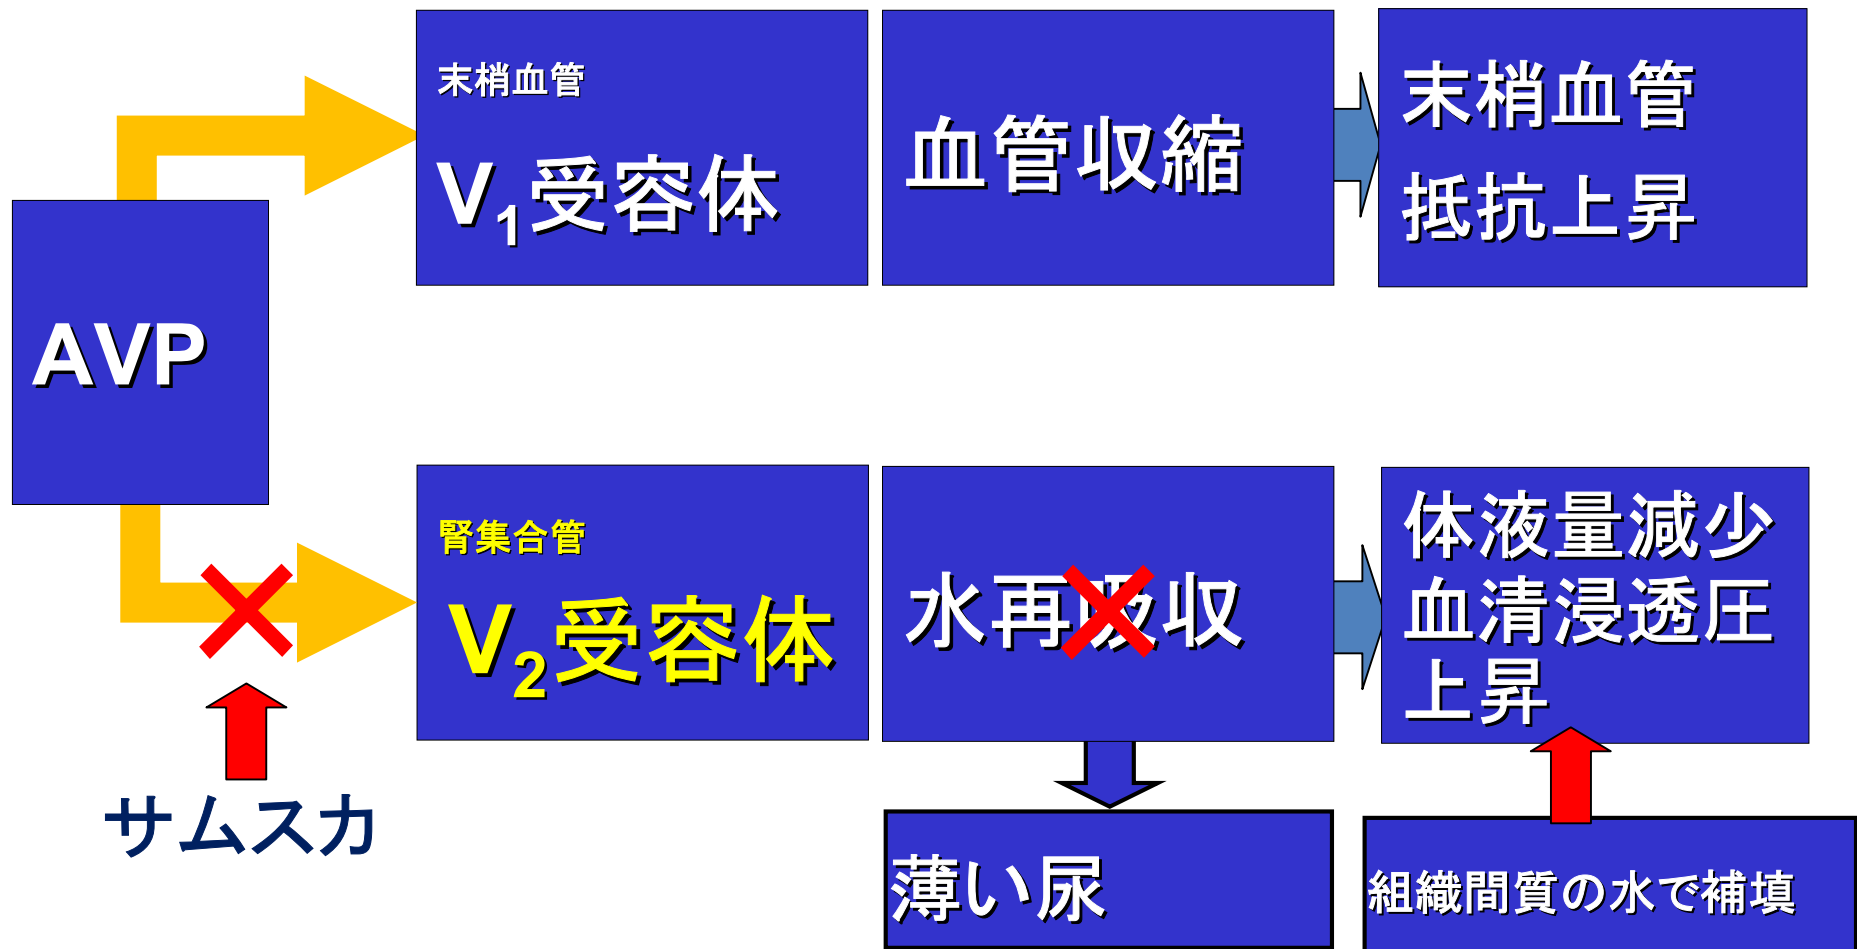 末梢血管
V1受容体
血管収縮
末梢血管
抵抗上昇
AVP
腎集合管
V2受容体
水再吸収
体液量減少
血清浸透圧
上昇
サムスカ
薄い尿
組織間質の水で補填